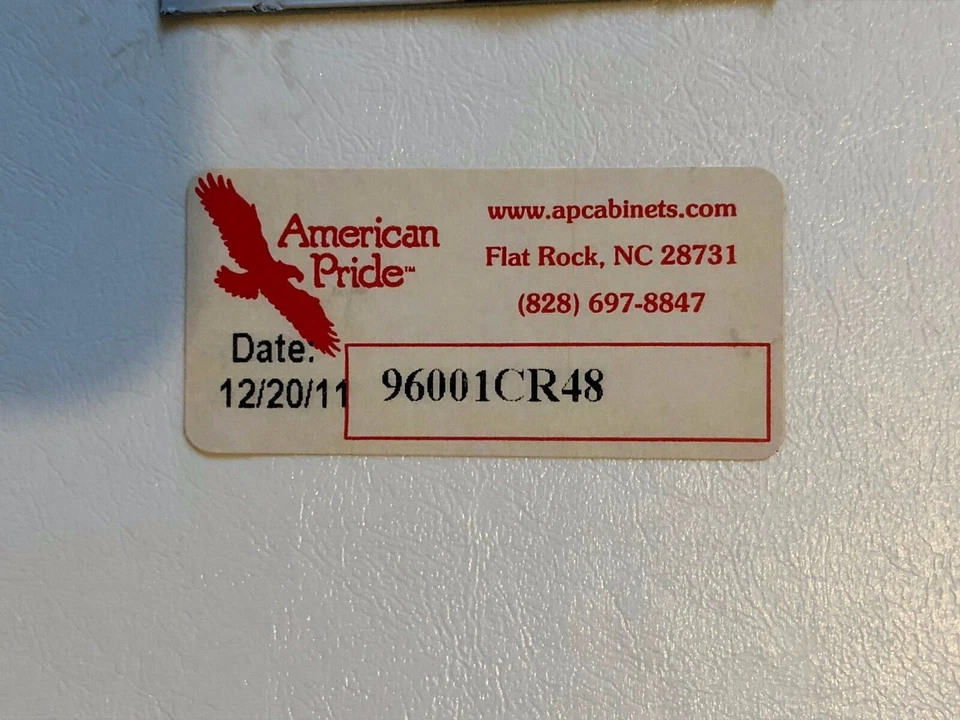 American
Pride™
www.apcabinets.com
Flat Rock, NC 28731
(828) 697-8847
Date:
12/20/11
96001CR48